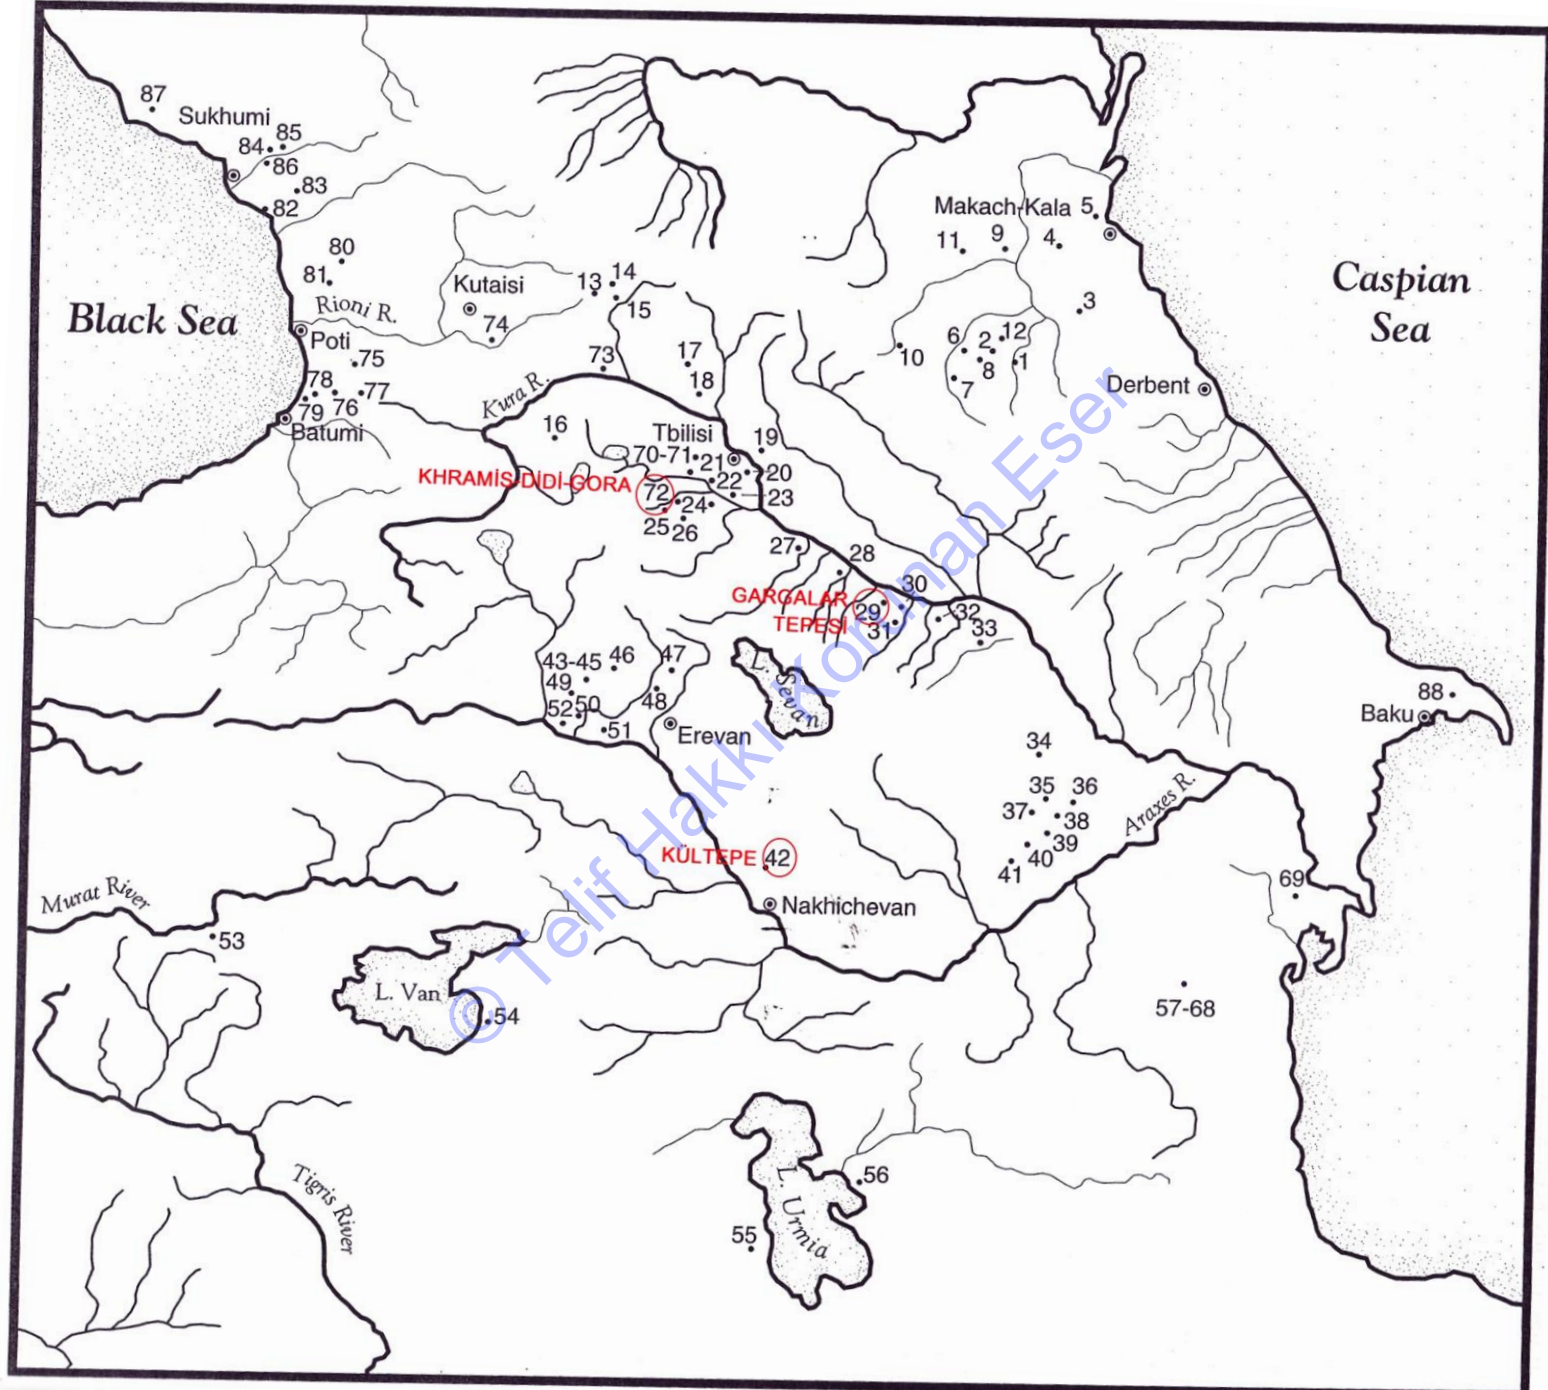 87
Sukhumi
84 85
86
83
82
80
81
Rioni R.
Kutaisi
74
13 14
15
Black Sea
Poti
75
78
79 76 77
Batumi
73
Kura R.
17
18
16
Tbilisi
19
70-71 21 20
22
23
KHRAMİS-DİDİ-GORA
72
24
25
26
27
28
GARGALAR
TEPESİ
29
30
31
32
33
Makach-Kala 5
11 9 4
3
6 2 12
10
8 1
7
Derbent
Caspian
Sea
43-45 46 47
49
48
52 50
51
Erevan
L. Sevan
88
Baku
34
35 36
37
38
39
40
41
Araxes R.
KÜLTEPE
42
Nakhichevan
69
Murat River
53
L. Van
54
57-68
Tigris River
56
55
L. Urmia
© Telif Hakkı Korunan Eser